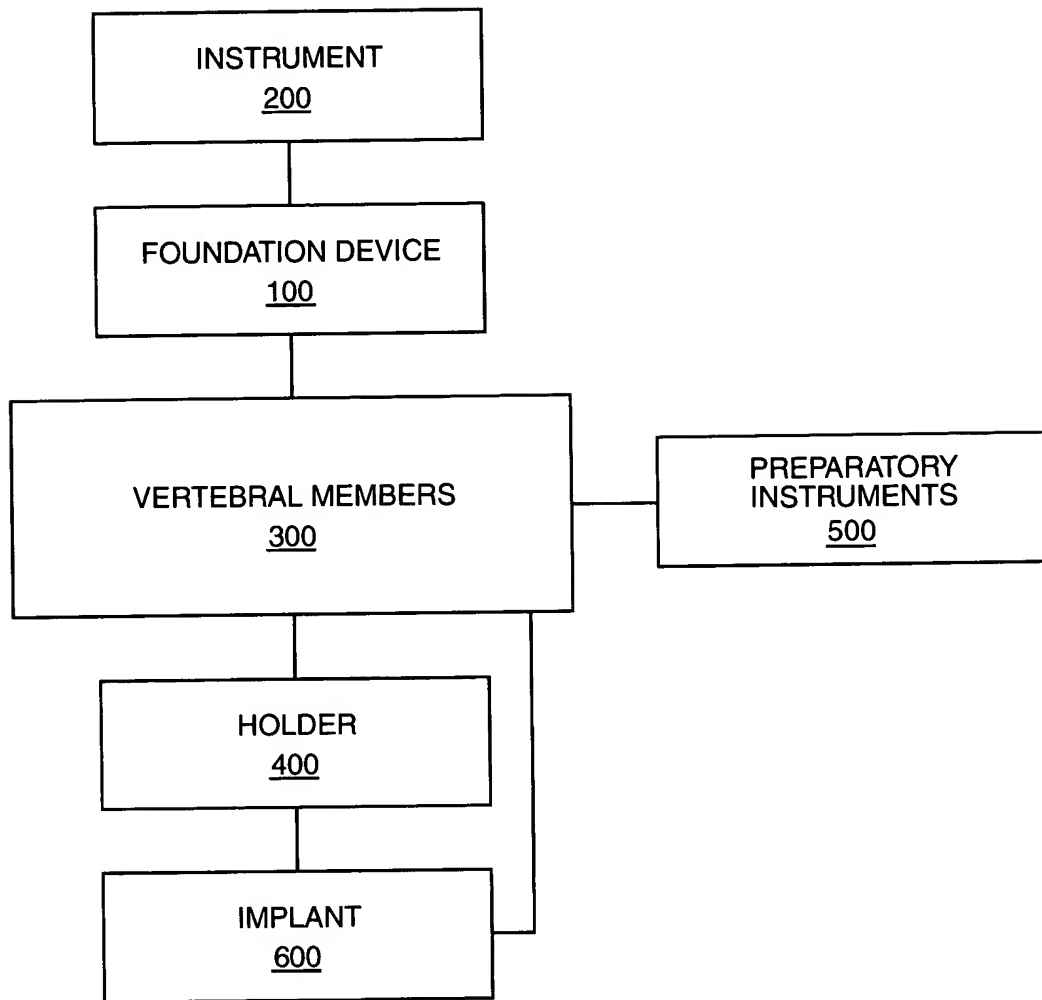 INSTRUMENT
200
FOUNDATION DEVICE
100
VERTEBRAL MEMBERS
300
PREPARATORY
INSTRUMENTS
500
HOLDER
400
IMPLANT
600